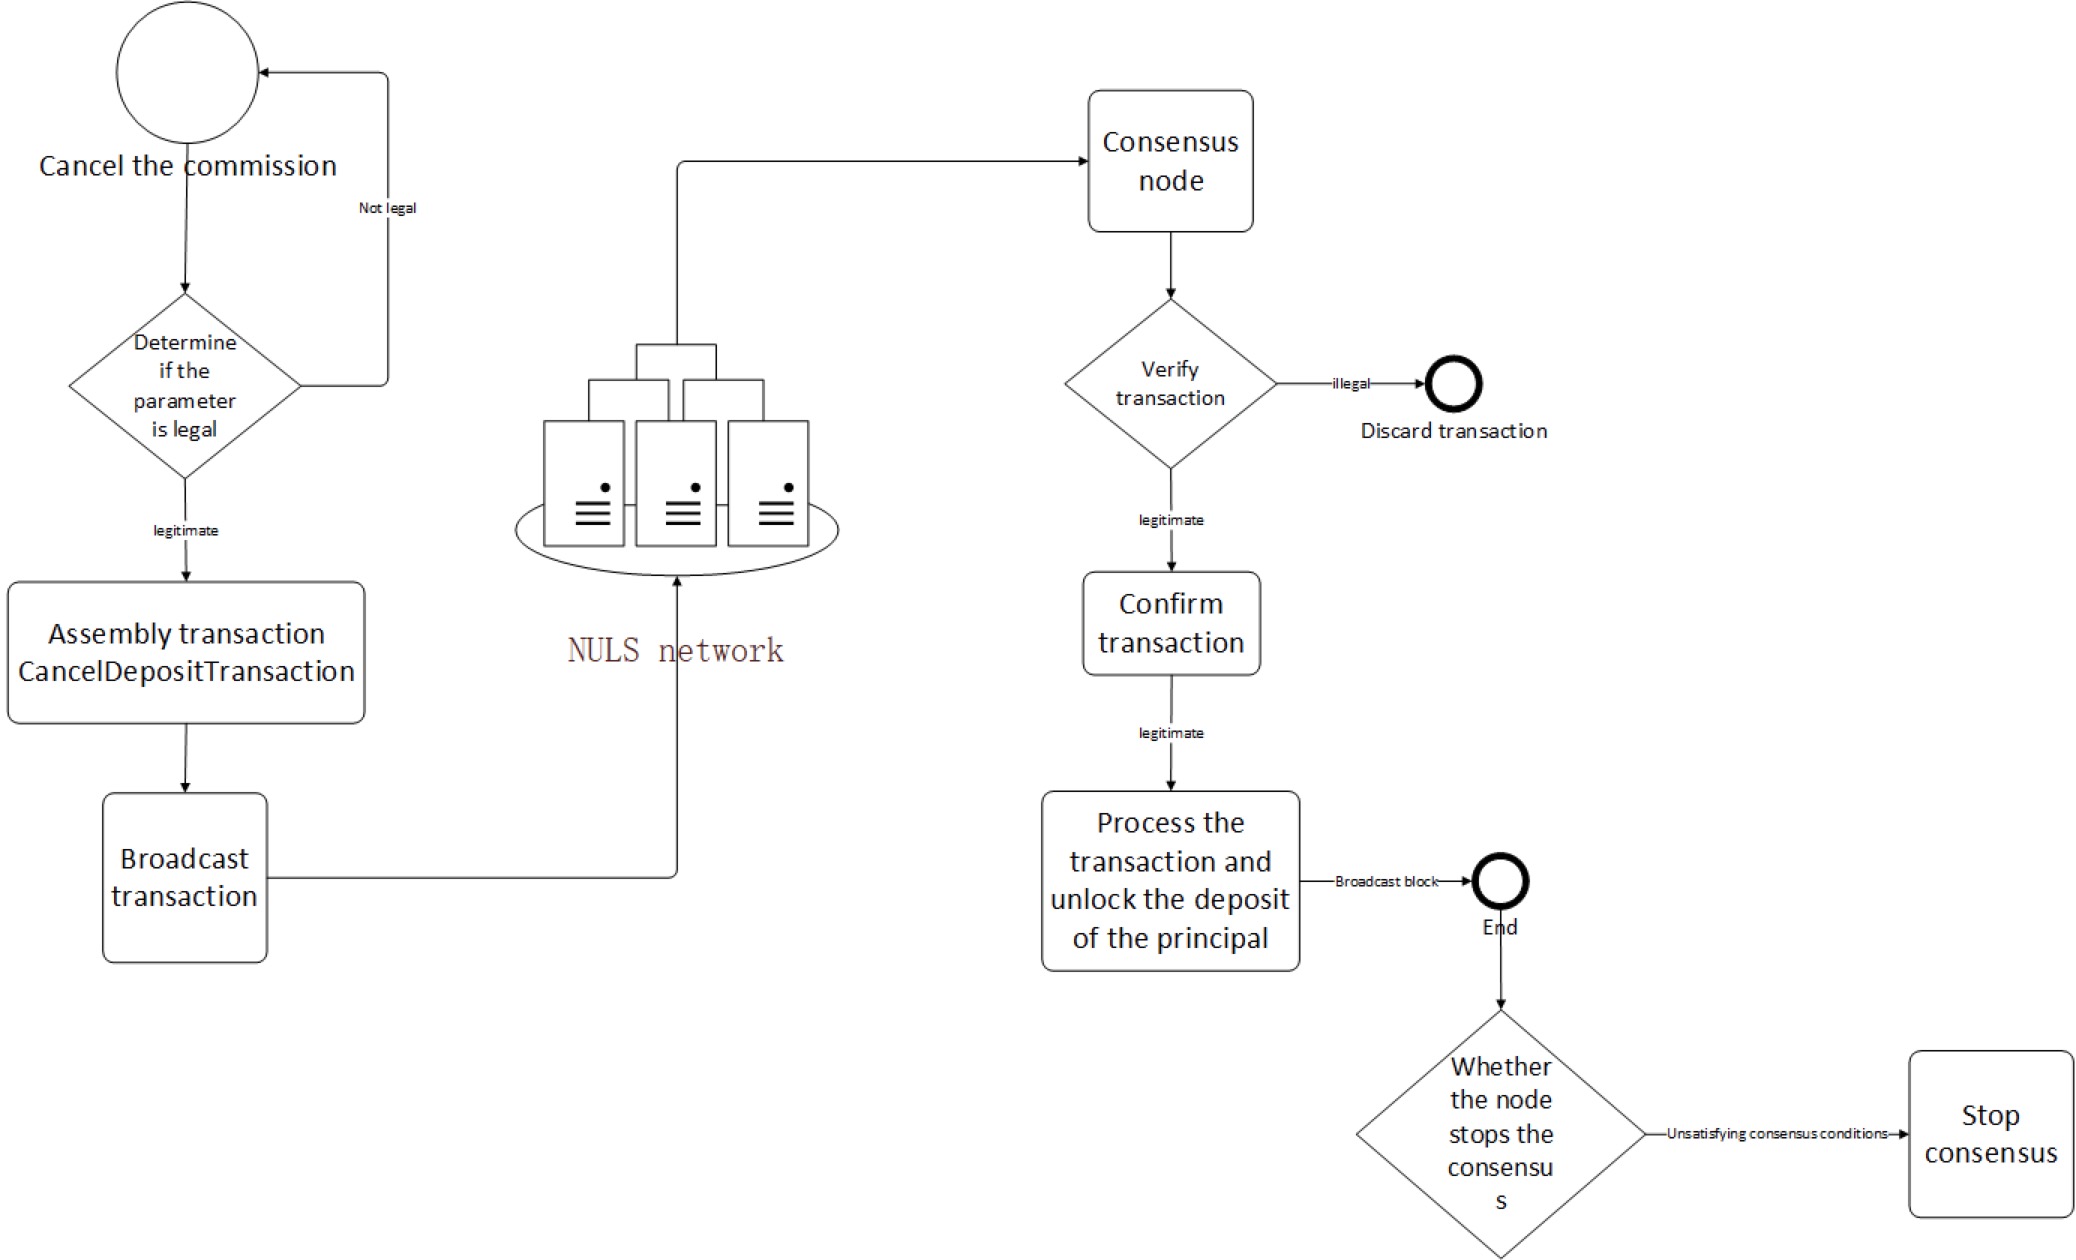 Cancel the commission
Not legal
Determine
if the
parameter
is legal
legitimate
Assembly transaction
CancelDepositTransaction
Broadcast
transaction
NULS network
Consensus
node
Verify
transaction
illegal
Discard transaction
legitimate
Confirm
transaction
legitimate
Process the
transaction and
unlock the deposit
of the principal
Broadcast block
End
Whether
the node
stops the
consensu
s
Unsatisfying consensus conditions
Stop
consensus